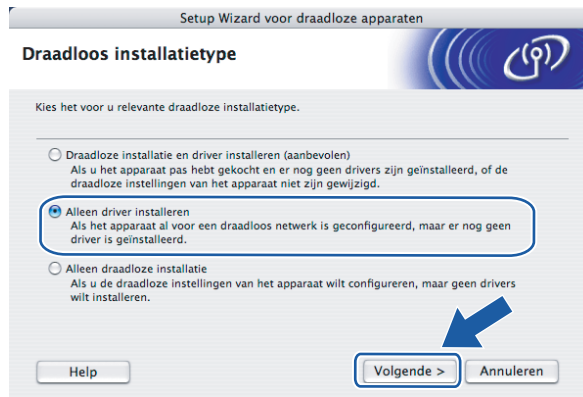 Setup Wizard voor draadloze apparaten
Draadloos installatietype
Kies het voor u relevante draadloze installatietype.
Draadloze installatie en driver installeren (aanbevolen)
Als u het apparaat pas hebt gekocht en er nog geen drivers zijn geïnstalleerd, of de
draadloze instellingen van het apparaat niet zijn gewijzigd.
Alleen driver installeren
Als het apparaat al voor een draadloos netwerk is geconfigureerd, maar er nog geen
driver is geïnstalleerd.
Alleen draadloze installatie
Als u de draadloze instellingen van het apparaat wilt configureren, maar geen drivers
wilt installeren.
Help
Volgende >
Annuleren